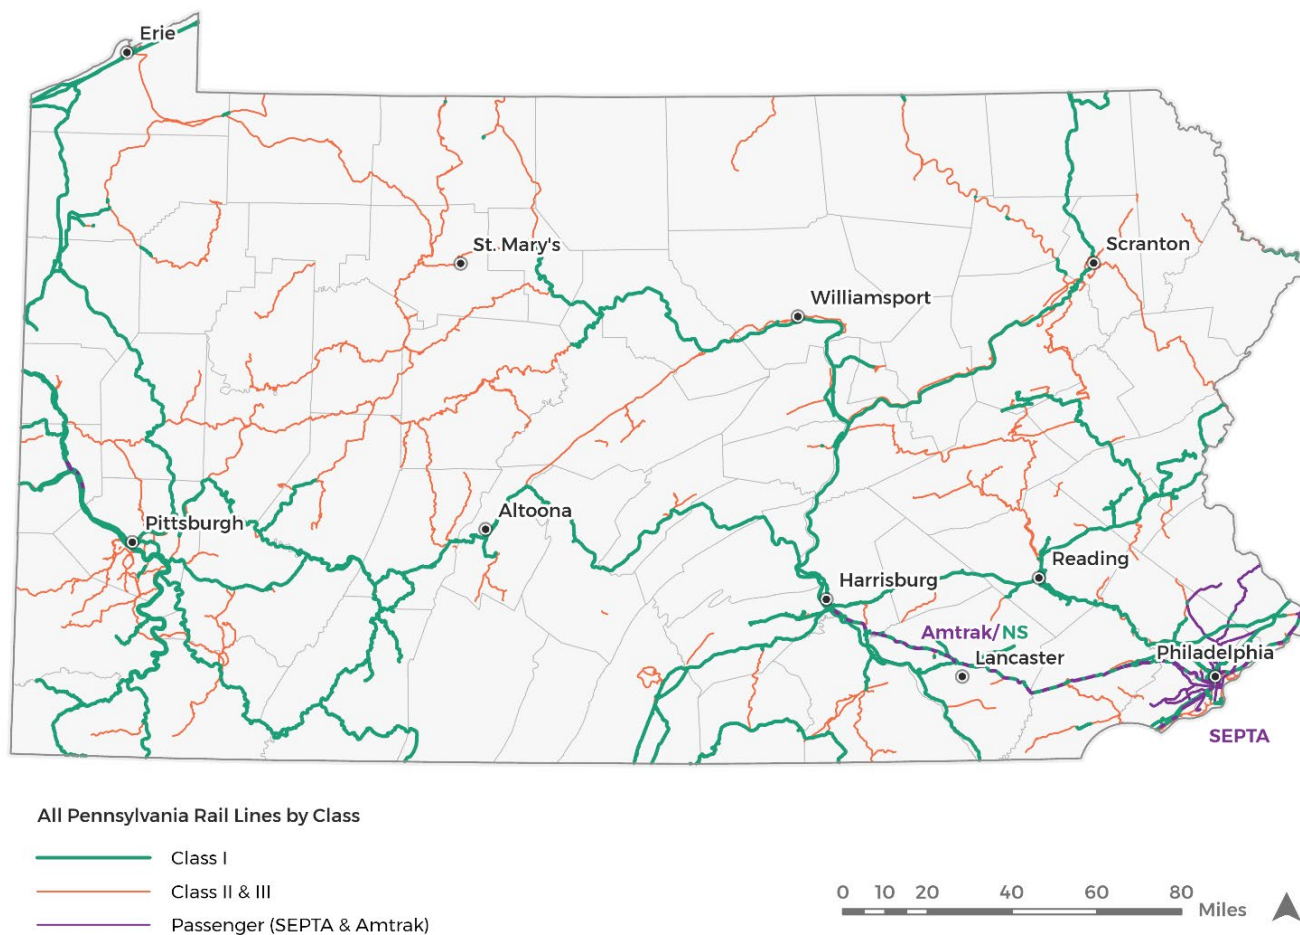 Erie
St. Mary's
Scranton
Williamsport
Pittsburgh
Altoona
Reading
Harrisburg
Amtrak/NS
Lancaster
Philadelphia
SEPTA
All Pennsylvania Rail Lines by Class
Class I
Class II & III
Passenger (SEPTA & Amtrak)
0 10 20 40 60 80 Miles